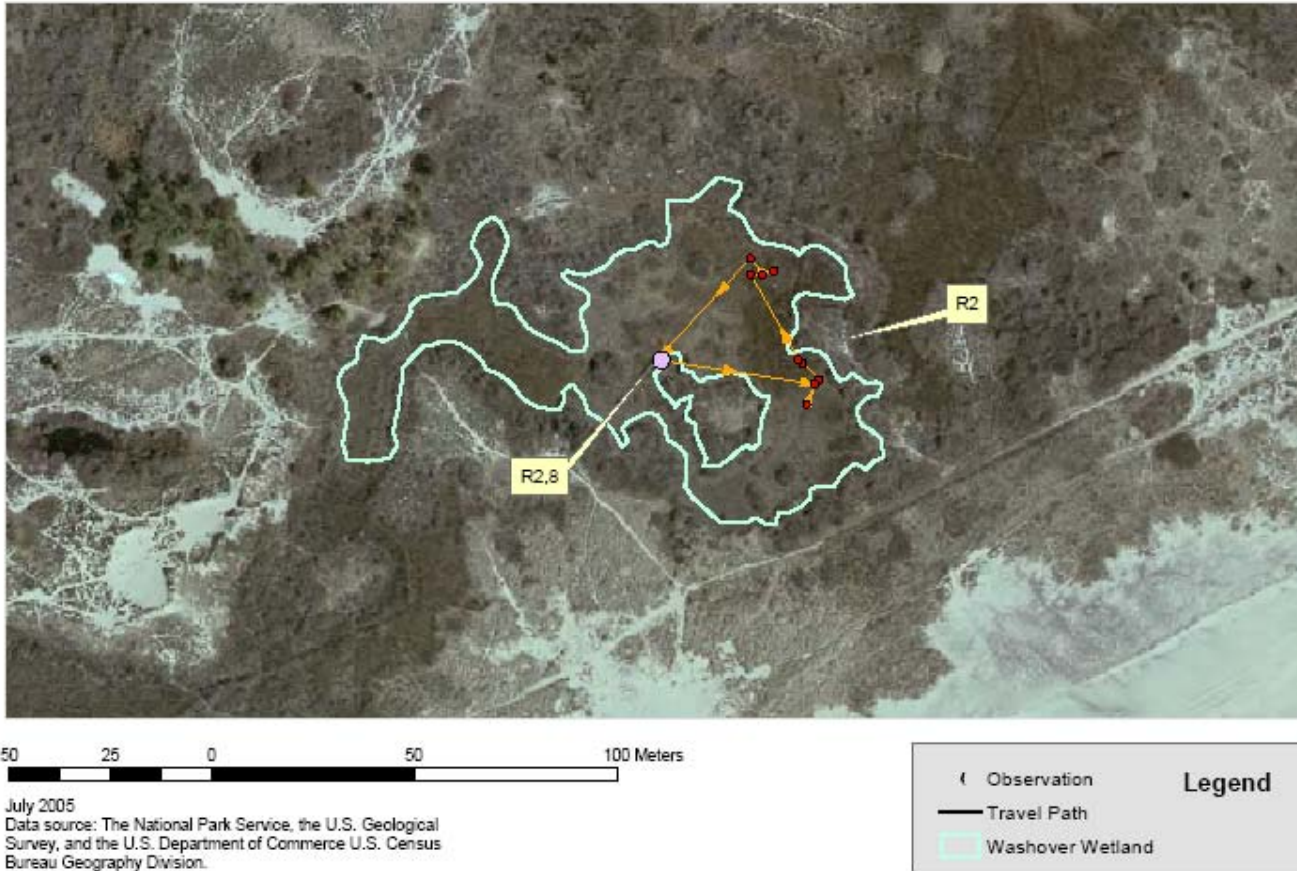 R2
R2,8
50 25 0 50 100 Meters
July 2005
Data source: The National Park Service, the U.S. Geological
Survey, and the U.S. Department of Commerce U.S. Census
Bureau Geography Division.
Legend
Observation
Travel Path
Washover Wetland